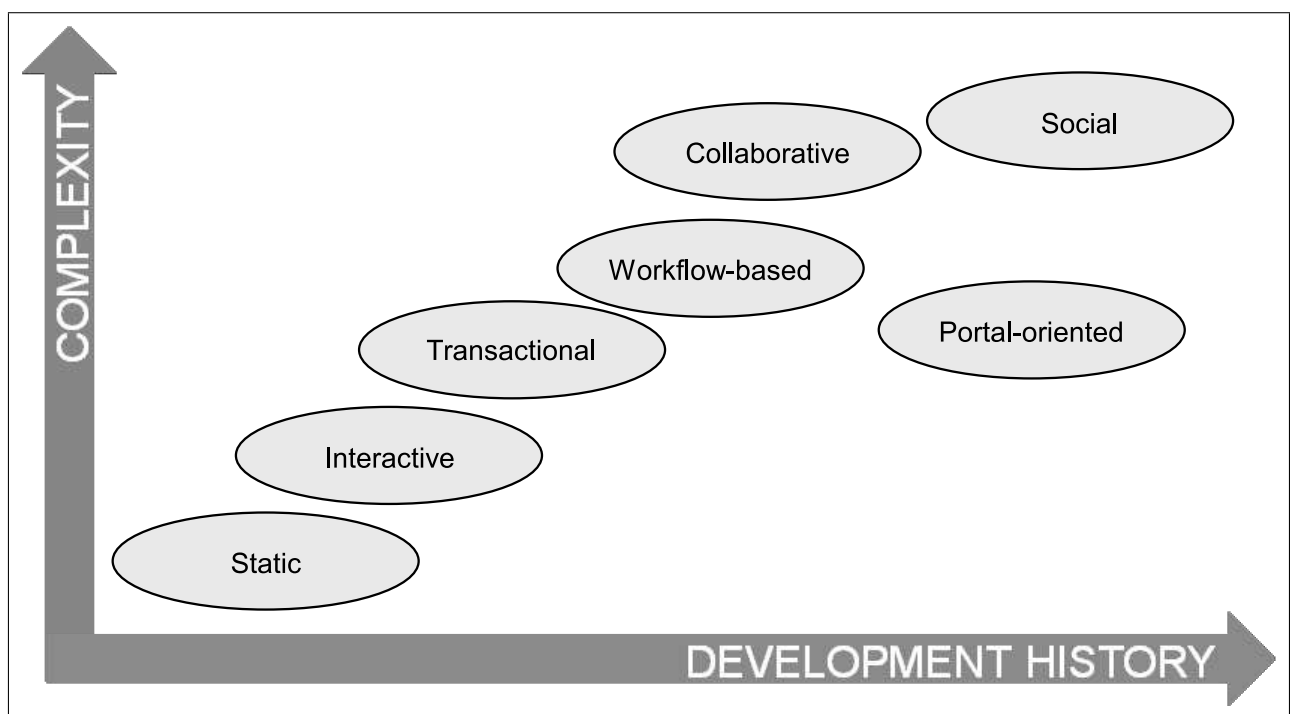 COMPLEXITY
Social
Collaborative
Workflow-based
Portal-oriented
Transactional
Interactive
Static
DEVELOPMENT HISTORY